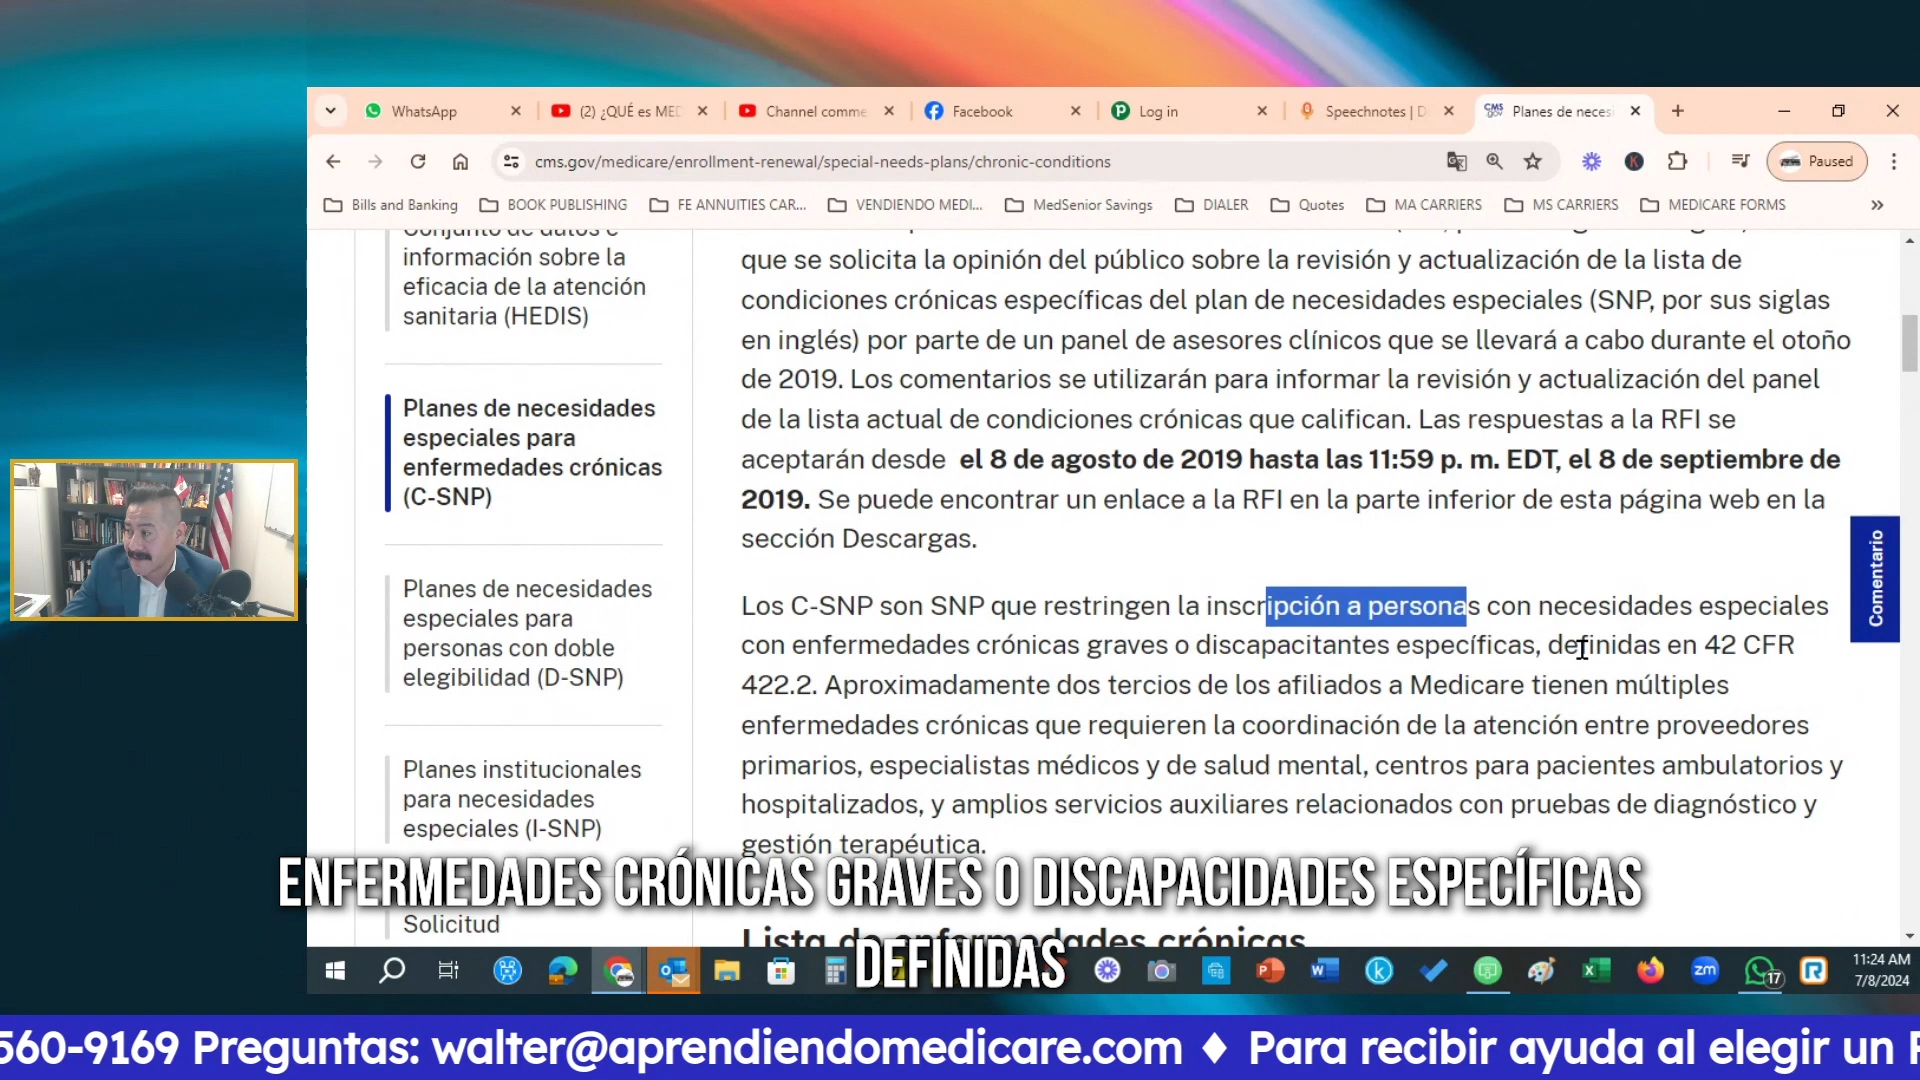 WhatsApp
(2) ¿QUÉ es MED
Channel comme
Facebook
Log in
Speechnotes | D
CMS.gov
Planes de neces
cms.gov/medicare/enrollment-renewal/special-needs-plans/chronic-conditions
Paused
Bills and Banking
BOOK PUBLISHING
FE ANNUITIES CAR...
VENDIENDO MEDI...
MedSenior Savings
DIALER
Quotes
MA CARRIERS
MS CARRIERS
MEDICARE FORMS
Conjunto de datos e
información sobre la
eficacia de la atención
sanitaria (HEDIS)
Planes de necesidades
especiales para
enfermedades crónicas
(C-SNP)
Planes de necesidades
especiales para
personas con doble
elegibilidad (D-SNP)
Planes institucionales
para necesidades
especiales (I-SNP)
Solicitud
que se solicita la opinión del público sobre la revisión y actualización de la lista de
condiciones crónicas específicas del plan de necesidades especiales (SNP, por sus siglas
en inglés) por parte de un panel de asesores clínicos que se llevará a cabo durante el otoño
de 2019. Los comentarios se utilizarán para informar la revisión y actualización del panel
de la lista actual de condiciones crónicas que califican. Las respuestas a la RFI se
aceptarán desde el 8 de agosto de 2019 hasta las 11:59 p. m. EDT, el 8 de septiembre de
2019. Se puede encontrar un enlace a la RFI en la parte inferior de esta página web en la
sección Descargas.
Los C-SNP son SNP que restringen la inscripción a personas con necesidades especiales
con enfermedades crónicas graves o discapacitantes específicas, definidas en 42 CFR
422.2. Aproximadamente dos tercios de los afiliados a Medicare tienen múltiples
enfermedades crónicas que requieren la coordinación de la atención entre proveedores
primarios, especialistas médicos y de salud mental, centros para pacientes ambulatorios y
hospitalizados, y amplios servicios auxiliares relacionados con pruebas de diagnóstico y
gestión terapéutica.
Lista de enfermedades crónicas
Comentario
ENFERMEDADES CRÓNICAS GRAVES O DISCAPACIDADES ESPECÍFICAS
DEFINIDAS
17
11:24 AM
7/8/2024
560-9169 Preguntas: walter@aprendiendomedicare.com ♦ Para recibir ayuda al elegir un